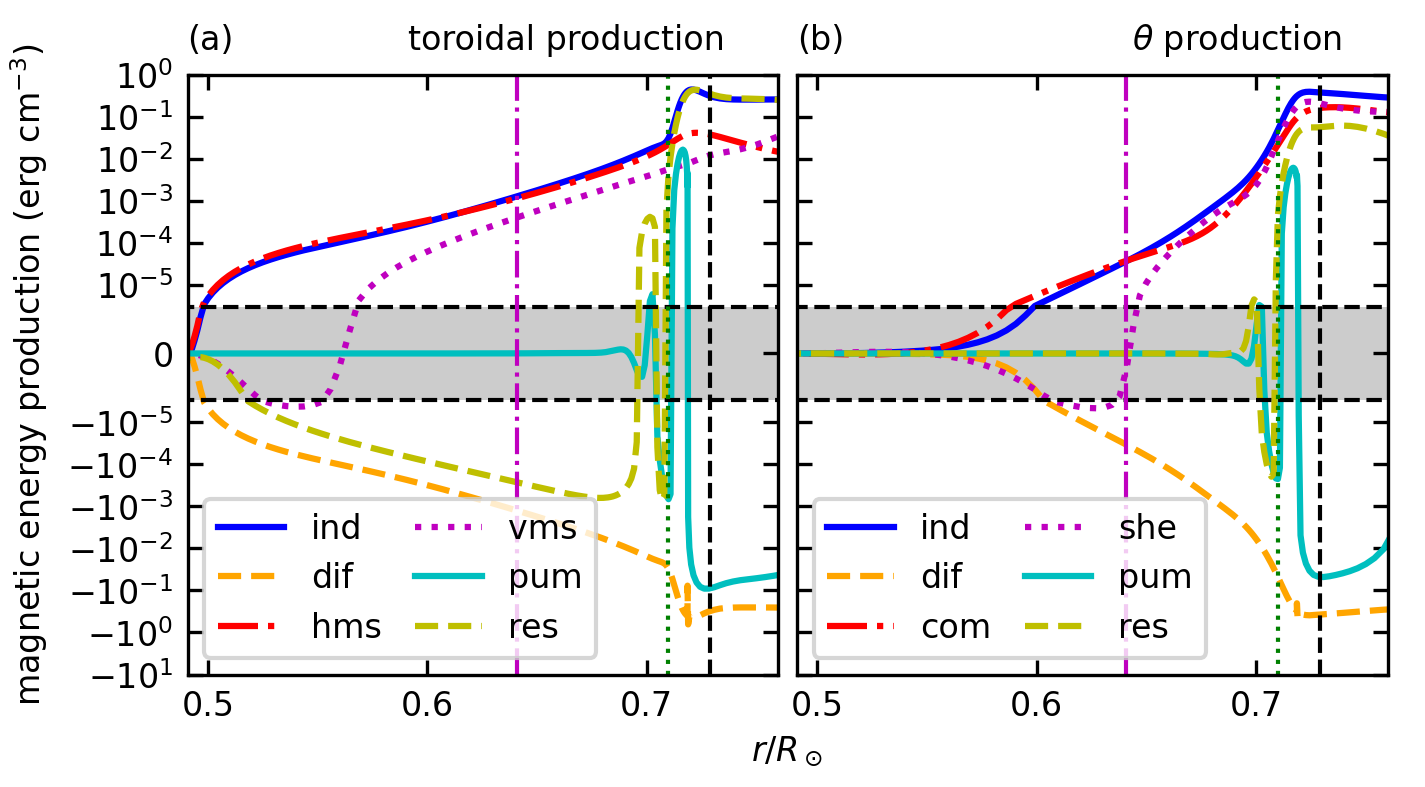 (a) toroidal production
(b) θ production
magnetic energy production (erg cm⁻³)
10⁰
10⁻¹
10⁻²
10⁻³
10⁻⁴
10⁻⁵
0
−10⁻⁵
−10⁻⁴
−10⁻³
−10⁻²
−10⁻¹
−10⁰
−10¹
ind vms
dif pum
hms res
ind she
dif pum
com res
0.5 0.6 0.7
0.5 0.6 0.7
r/R⊙